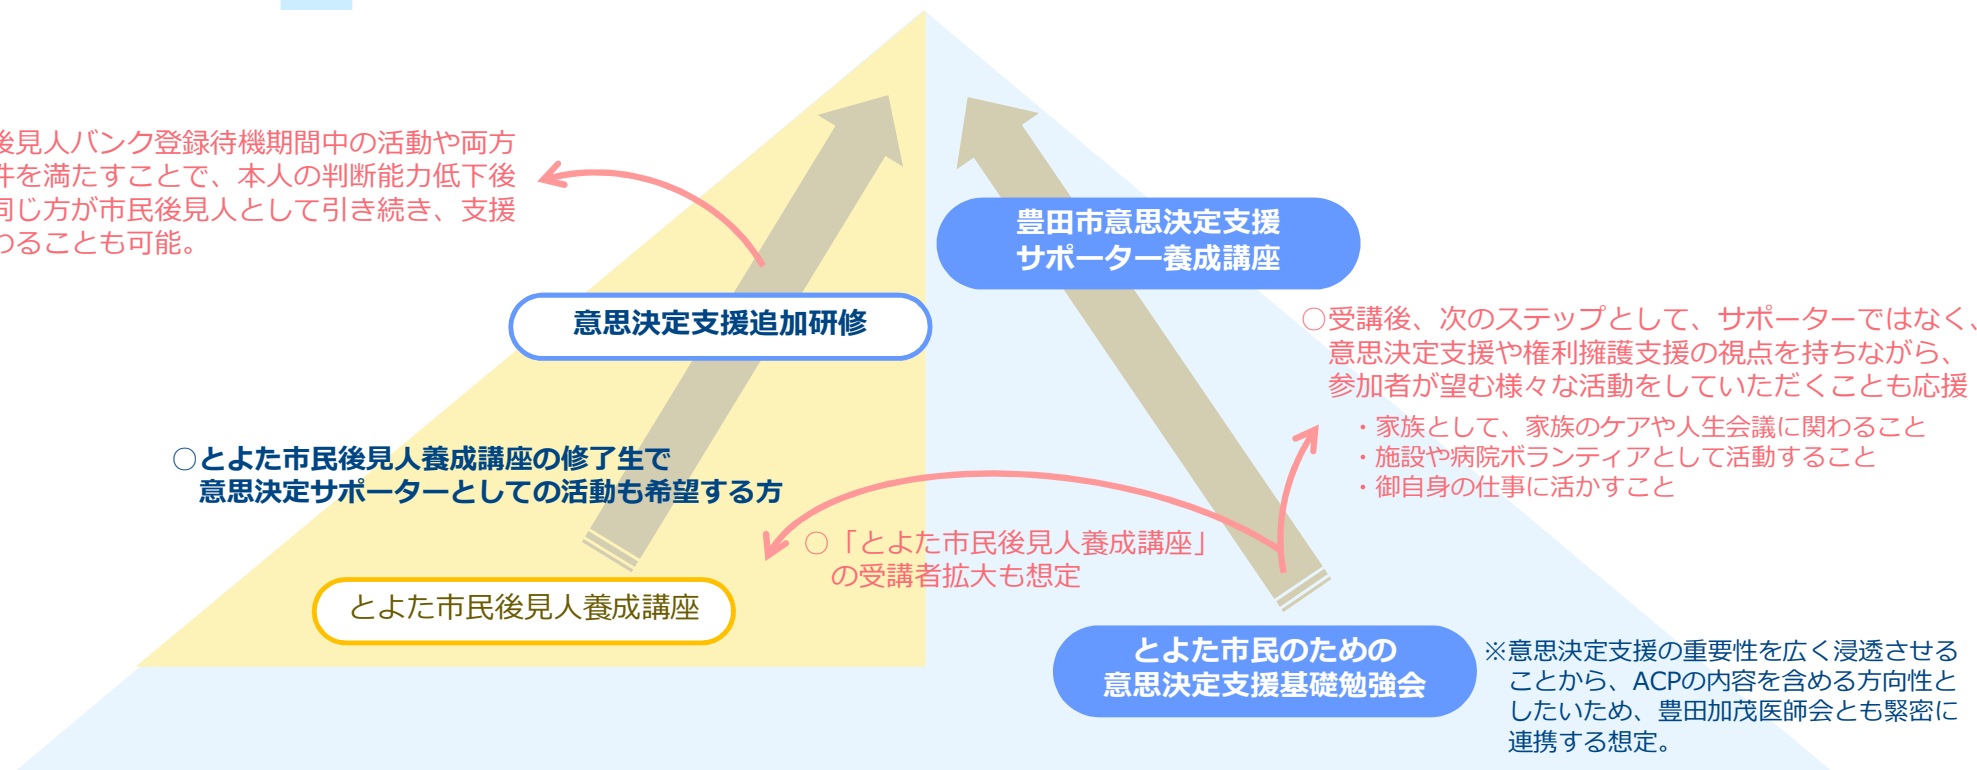 後見人バンク登録待機期間中の活動や両方
件を満たすことで、本人の判断能力低下後
同じ方が市民後見人として引き続き、支援
わることも可能。
豊田市意思決定支援
サポーター養成講座
意思決定支援追加研修
○受講後、次のステップとして、サポーターではなく、
意思決定支援や権利擁護支援の視点を持ちながら、
参加者が望む様々な活動をしていただくことも応援
・家族として、家族のケアや人生会議に関わること
・施設や病院ボランティアとして活動すること
・御自身の仕事に活かすこと
○とよた市民後見人養成講座の修了生で
意思決定サポーターとしての活動も希望する方
○「とよた市民後見人養成講座」
の受講者拡大も想定
とよた市民後見人養成講座
とよた市民のための
意思決定支援基礎勉強会
※意思決定支援の重要性を広く浸透させる
ことから、ACPの内容を含める方向性と
したいため、豊田加茂医師会とも緊密に
連携する想定。